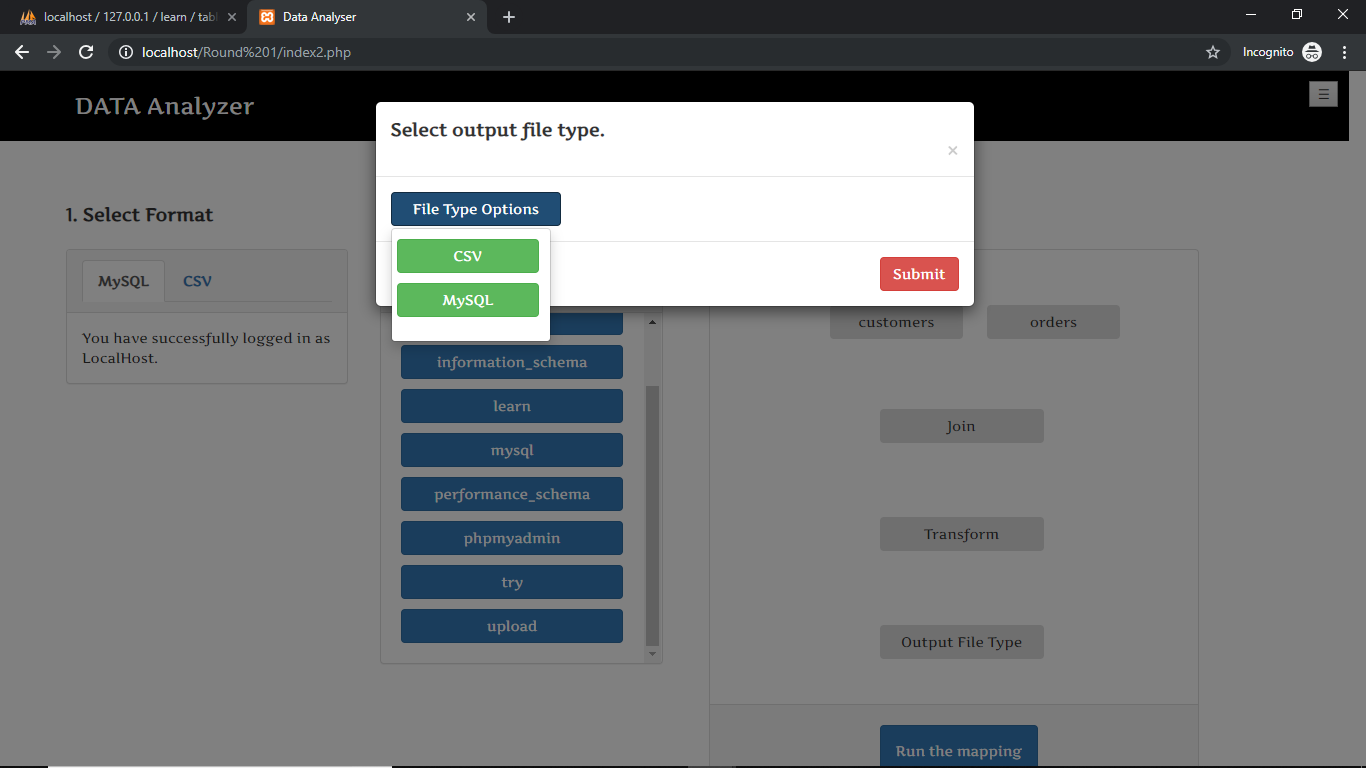 localhost / 127.0.0.1 / learn / tab
Data Analyser
localhost/Round%201/index2.php
Incognito
DATA Analyzer
Select output file type.
File Type Options
CSV
MySQL
Submit
1. Select Format
MySQL
CSV
You have successfully logged in as
LocalHost.
information_schema
learn
mysql
performance_schema
phpmyadmin
try
upload
customers
orders
Join
Transform
Output File Type
Run the mapping